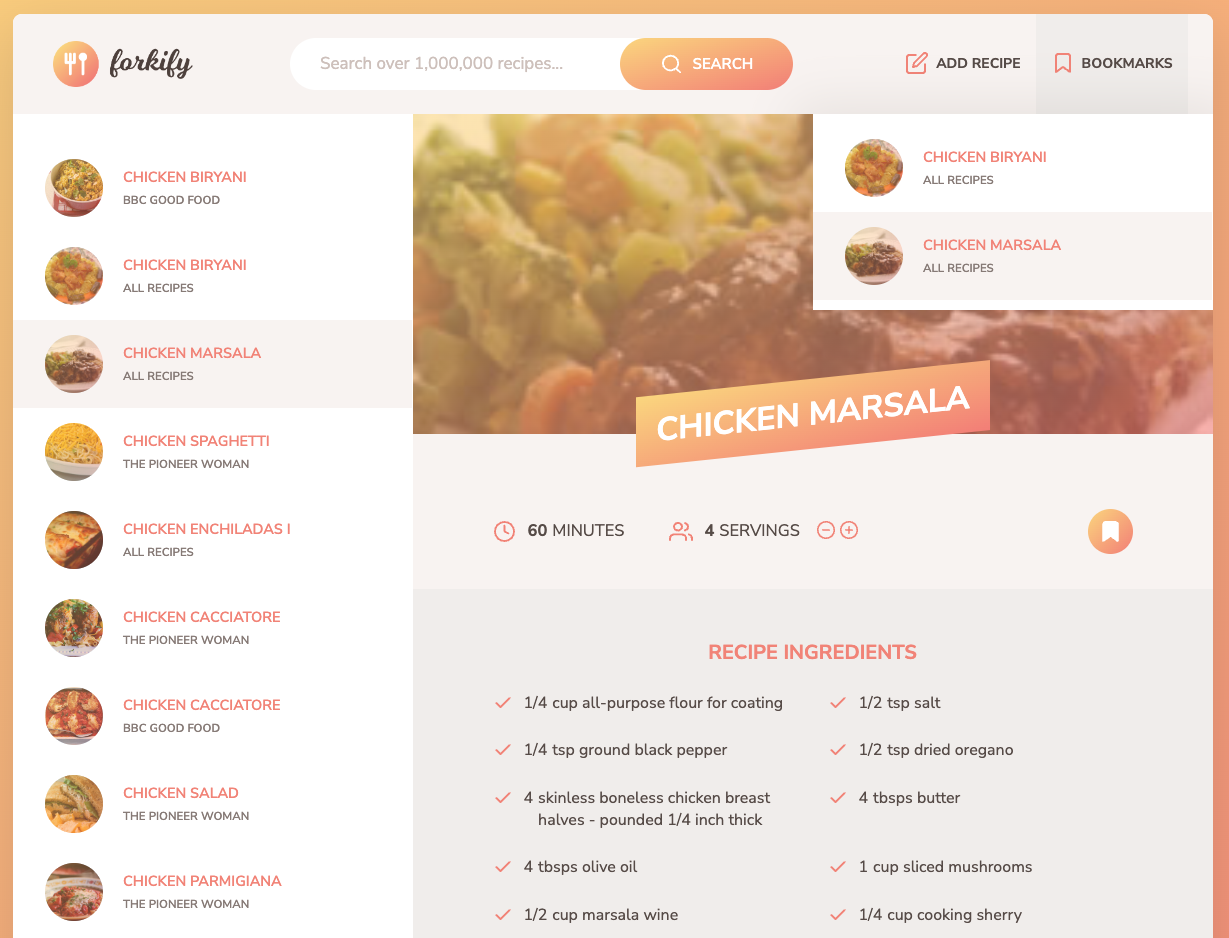 forkify
Search over 1,000,000 recipes...
SEARCH
ADD RECIPE
BOOKMARKS
CHICKEN BIRYANI
BBC GOOD FOOD
CHICKEN BIRYANI
ALL RECIPES
CHICKEN MARSALA
ALL RECIPES
CHICKEN SPAGHETTI
THE PIONEER WOMAN
CHICKEN ENCHILADAS I
ALL RECIPES
CHICKEN CACCIATORE
THE PIONEER WOMAN
CHICKEN CACCIATORE
BBC GOOD FOOD
CHICKEN SALAD
THE PIONEER WOMAN
CHICKEN PARMIGIANA
THE PIONEER WOMAN
CHICKEN BIRYANI
ALL RECIPES
CHICKEN MARSALA
ALL RECIPES
CHICKEN MARSALA
60 MINUTES
4 SERVINGS
RECIPE INGREDIENTS
1/4 cup all-purpose flour for coating
1/2 tsp salt
1/4 tsp ground black pepper
1/2 tsp dried oregano
4 skinless boneless chicken breast
halves - pounded 1/4 inch thick
4 tbsps butter
4 tbsps olive oil
1 cup sliced mushrooms
1/2 cup marsala wine
1/4 cup cooking sherry